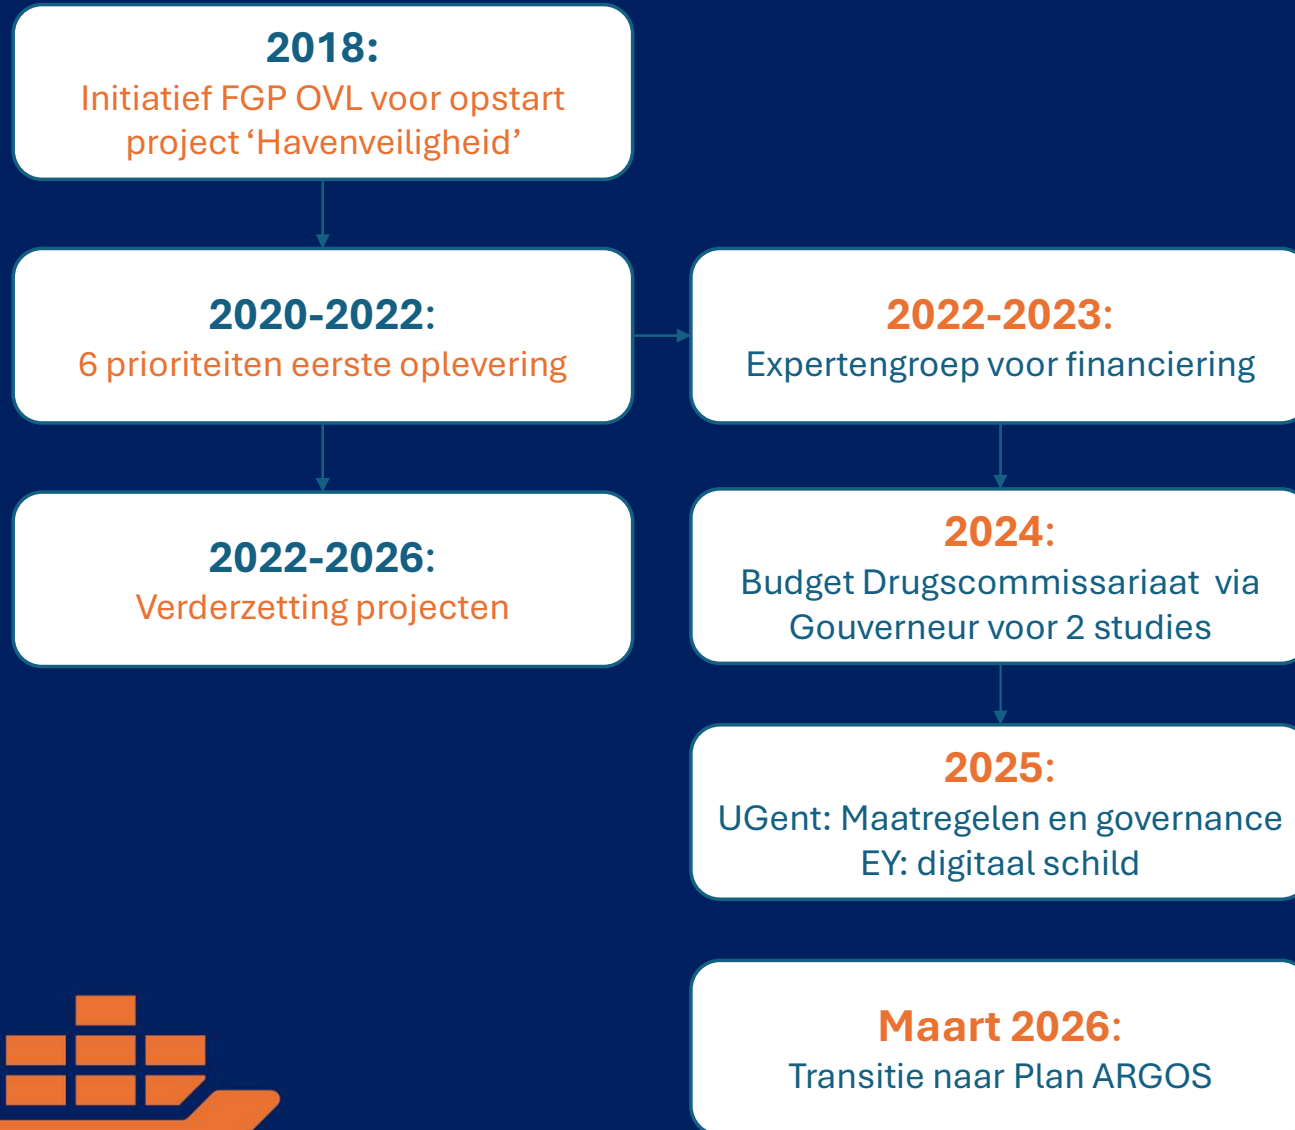 2018:
Initiatief FGP OVL voor opstart
project ‘Havenveiligheid’
2020-2022:
6 prioriteiten eerste oplevering
2022-2026:
Verderzetting projecten
2022-2023:
Expertengroep voor financiering
2024:
Budget Drugscommissariaat via
Gouverneur voor 2 studies
2025:
UGent: Maatregelen en governance
EY: digitaal schild
Maart 2026:
Transitie naar Plan ARGOS